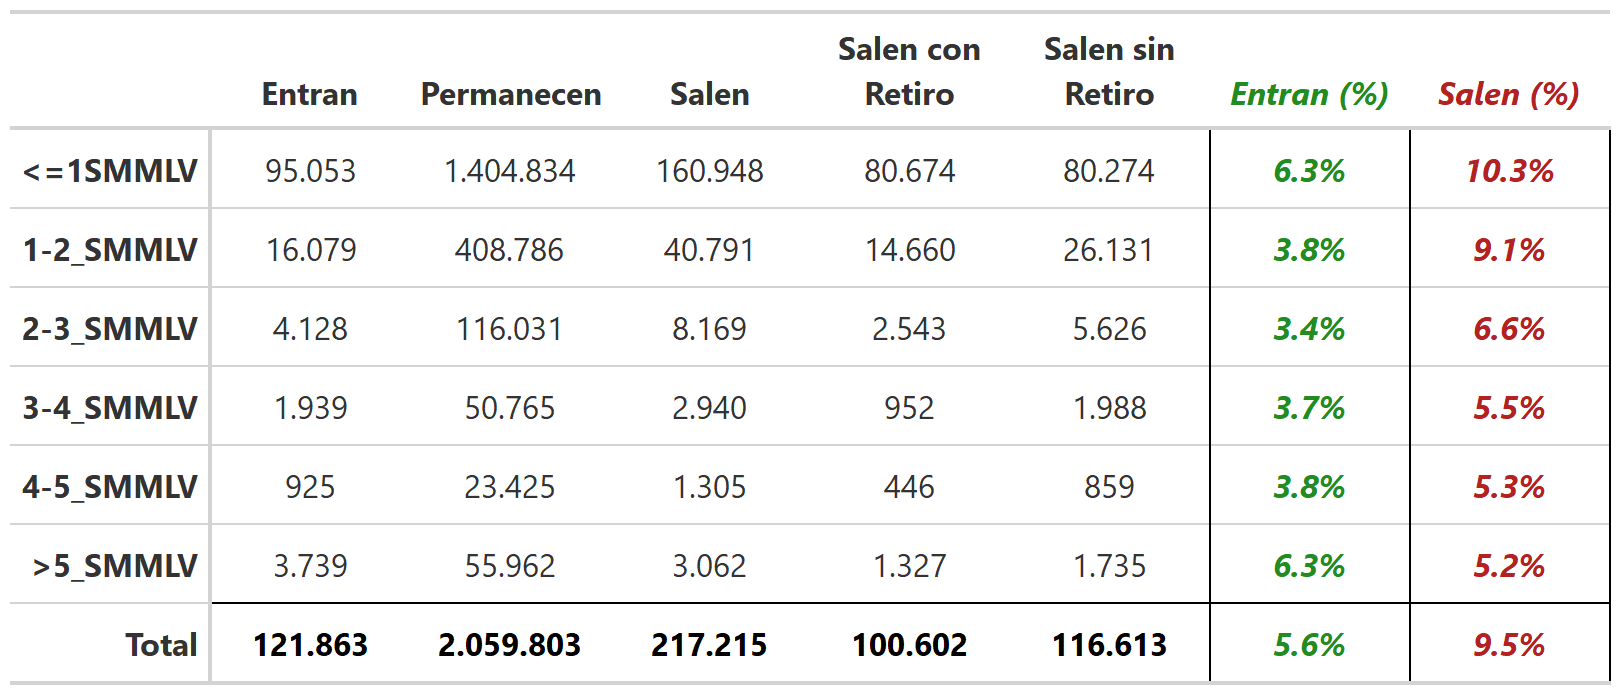 Entran Permanecen Salen Salen con Retiro Salen sin Retiro Entran (%) Salen (%)
<=1SMMLV 95.053 1.404.834 160.948 80.674 80.274 6.3% 10.3%
1-2_SMMLV 16.079 408.786 40.791 14.660 26.131 3.8% 9.1%
2-3_SMMLV 4.128 116.031 8.169 2.543 5.626 3.4% 6.6%
3-4_SMMLV 1.939 50.765 2.940 952 1.988 3.7% 5.5%
4-5_SMMLV 925 23.425 1.305 446 859 3.8% 5.3%
>5_SMMLV 3.739 55.962 3.062 1.327 1.735 6.3% 5.2%
Total 121.863 2.059.803 217.215 100.602 116.613 5.6% 9.5%